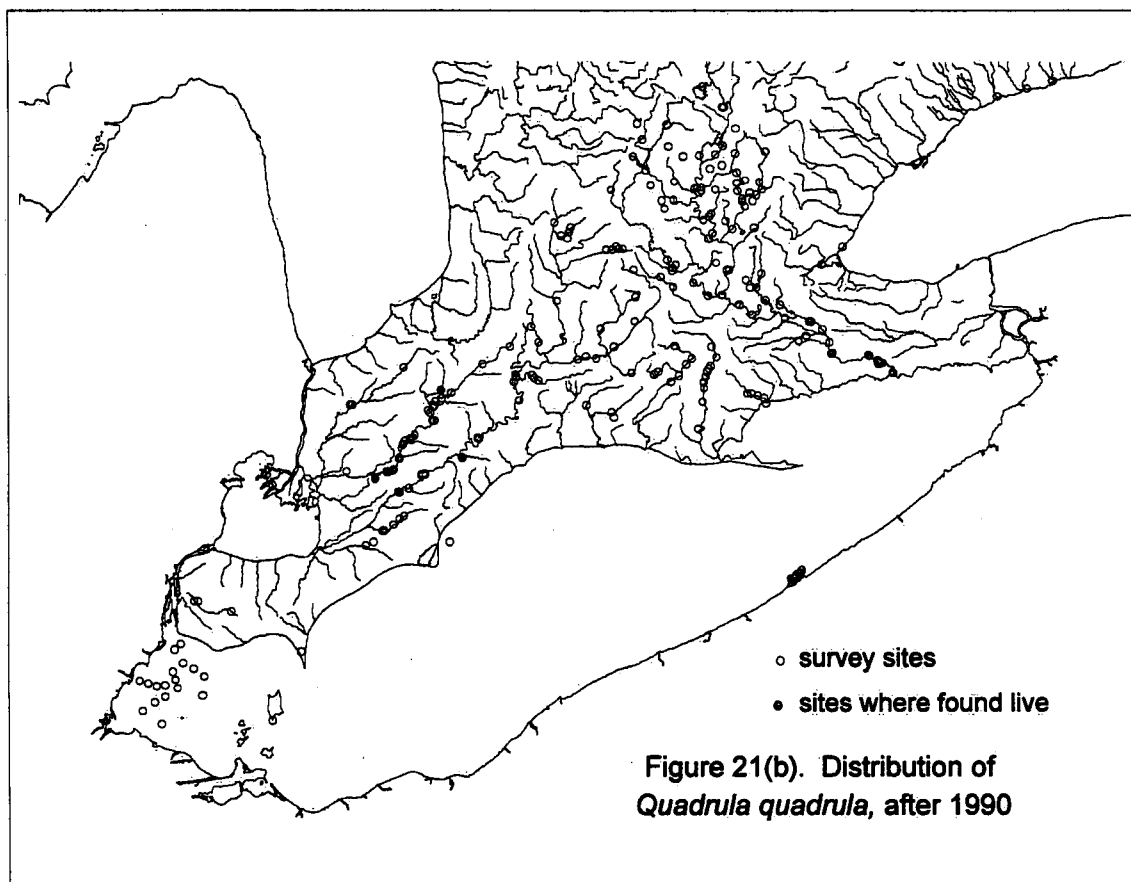 survey sites
sites where found live
Figure 21(b). Distribution of
Quadrula quadrula, after 1990